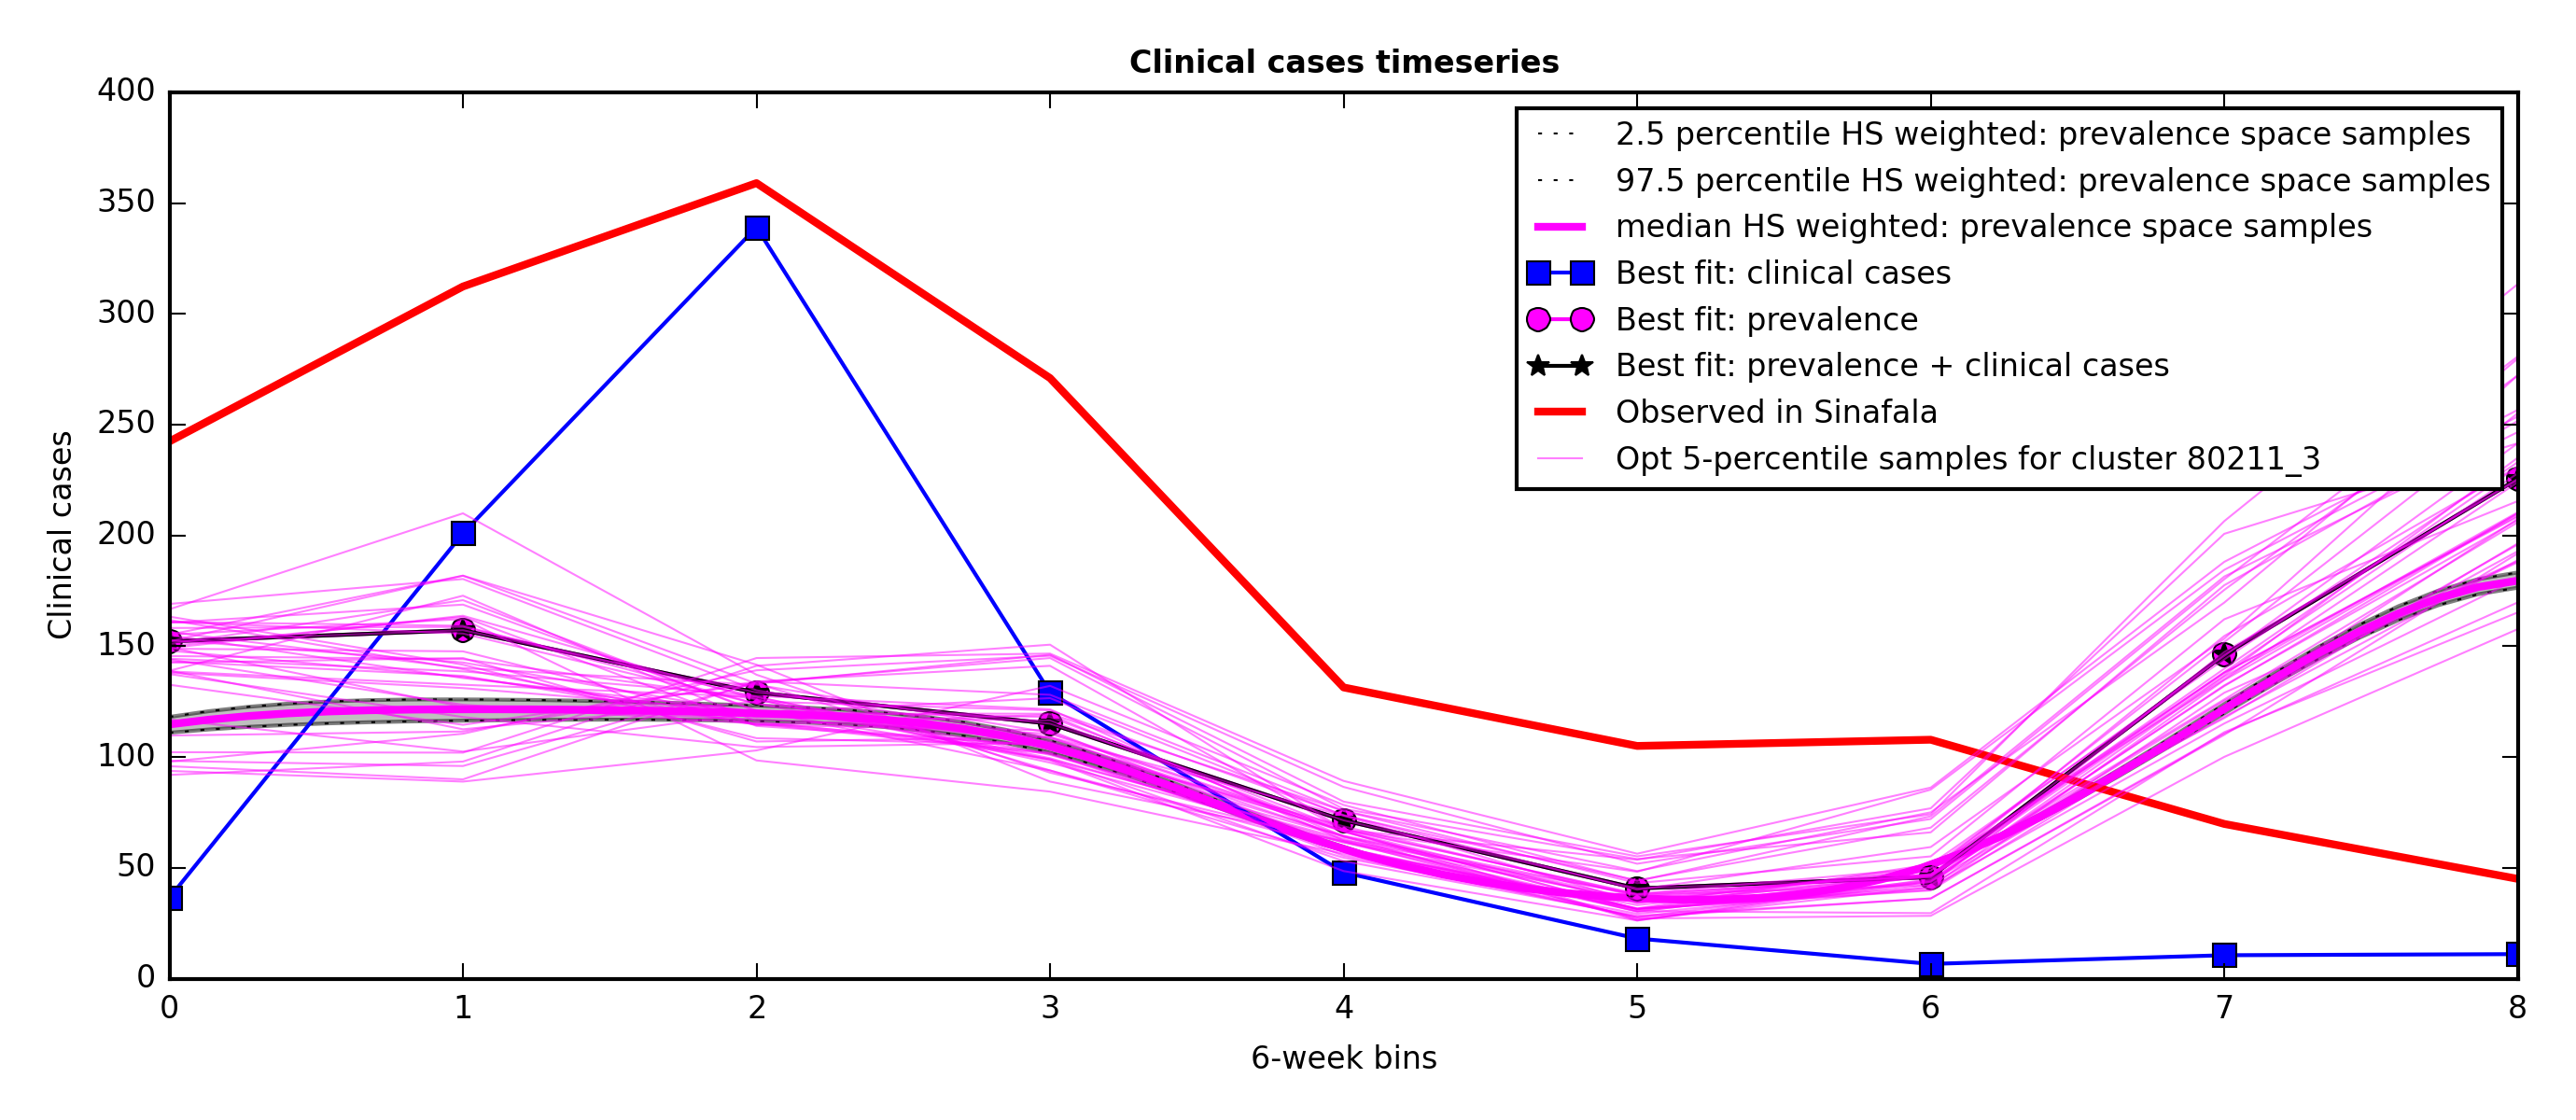 Clinical cases timeseries
400
350
300
250
200
150
100
50
0
Clinical cases
2.5 percentile HS weighted: prevalence space samples
97.5 percentile HS weighted: prevalence space samples
median HS weighted: prevalence space samples
Best fit: clinical cases
Best fit: prevalence
Best fit: prevalence + clinical cases
Observed in Sinafala
Opt 5-percentile samples for cluster 80211_3
0 1 2 3 4 5 6 7 8
6-week bins